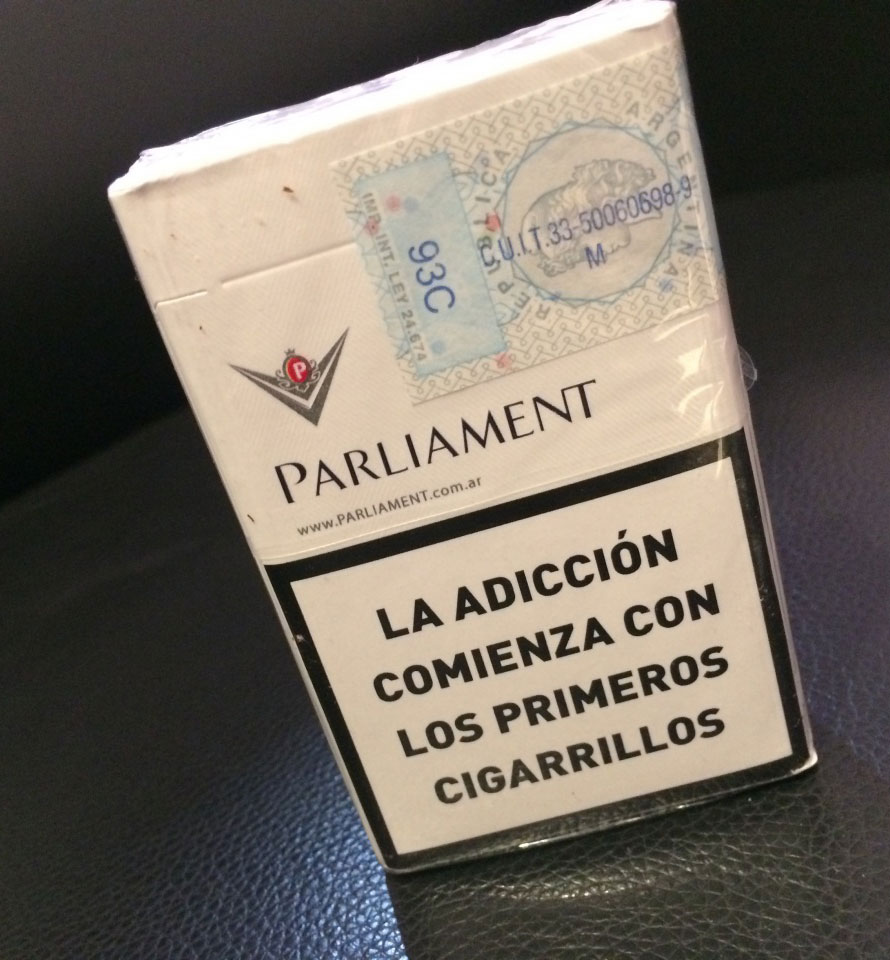 REPUBLICA ARGENTINA
C.U.I.T.33-50060698-9
M
IMP. INT. LEY 24.674
93C
P
PARLIAMENT
www.PARLIAMENT.com.ar
LA ADICCIÓN
COMIENZA CON
LOS PRIMEROS
CIGARRILLOS